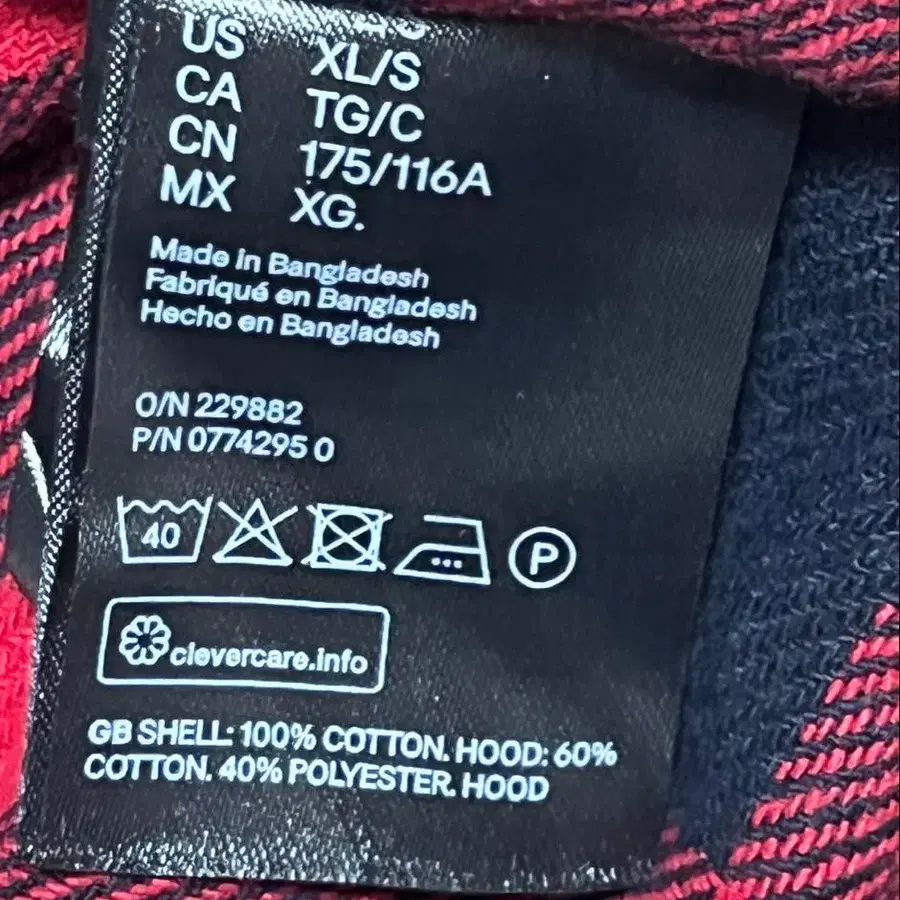 US XL/S
CA TG/C
CN 175/116A
MX XG.
Made in Bangladesh
Fabriqué en Bangladesh
Hecho en Bangladesh
O/N 229882
P/N 0774295 0
40
P
clevercare.info
GB SHELL: 100% COTTON. HOOD: 60%
COTTON. 40% POLYESTER. HOOD